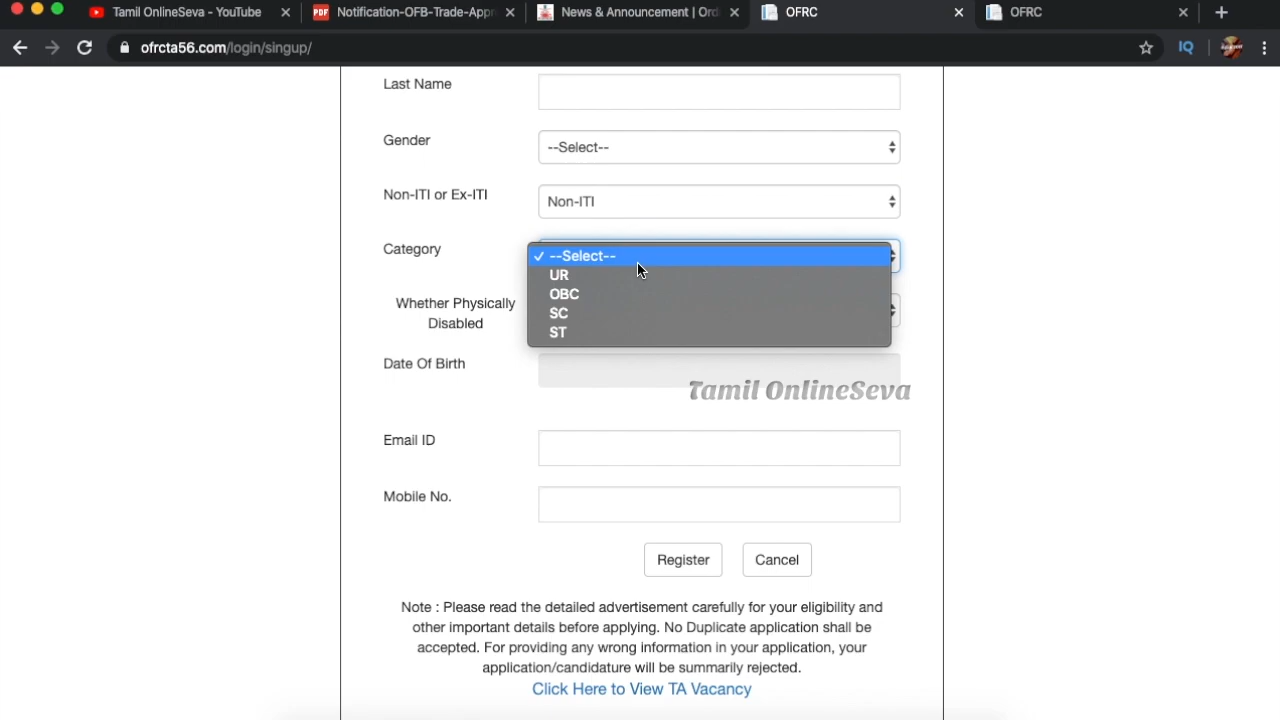 Tamil OnlineSeva - YouTube
PDF Notification-OFB-Trade-Appr
News & Announcement | Ord
OFRC
OFRC
ofrcta56.com/login/singup/
IQ
Last Name
Gender
--Select--
Non-ITI or Ex-ITI
Non-ITI
Category
✓ --Select--
UR
OBC
SC
ST
Whether Physically
Disabled
Date Of Birth
Tamil OnlineSeva
Email ID
Mobile No.
Register
Cancel
Note : Please read the detailed advertisement carefully for your eligibility and
other important details before applying. No Duplicate application shall be
accepted. For providing any wrong information in your application, your
application/candidature will be summarily rejected.
Click Here to View TA Vacancy